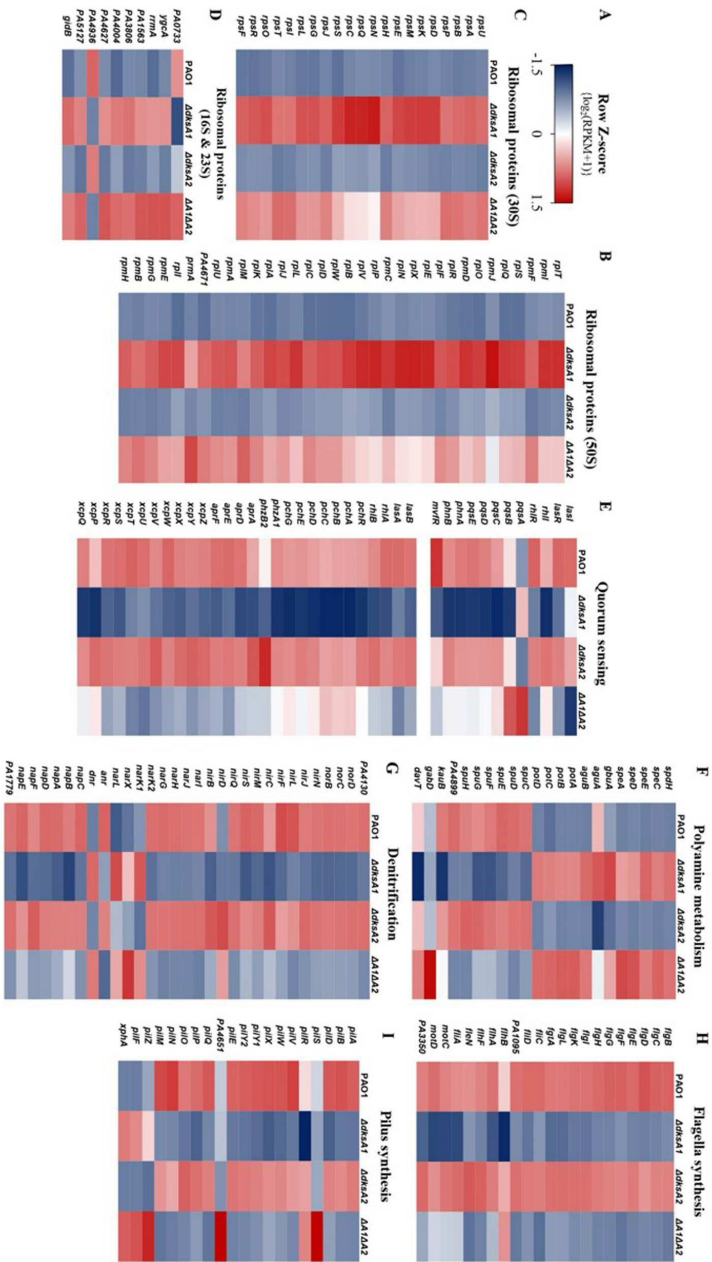 A
-1.5 0 1.5
Row Z-score
{log₂(RPKM+1)}
B Ribosomal proteins (50S)
PAO1 ΔdksA1 ΔdksA2 ΔA1ΔA2
rplT
rpmI
rpmF
rplS
rplQ
rpmJ
rplO
rpmD
rplR
rplF
rplE
rplX
rplN
rpmC
rplP
rplV
rplB
rplW
rplD
rplC
rplL
rplJ
rplA
rplK
rplM
rpmA
rplU
PA4671
prmA
rplI
rpmE
rpmG
rpmB
rpmH
C Ribosomal proteins (30S)
PAO1 ΔdksA1 ΔdksA2 ΔA1ΔA2
rpsU
rpsA
rpsB
rpsP
rpsD
rpsK
rpsM
rpsE
rpsH
rpsN
rpsQ
rpsC
rpsS
rpsJ
rpsG
rpsL
rpsI
rpsT
rpsO
rpsR
rpsF
D Ribosomal proteins
(16S & 23S)
PAO1 ΔdksA1 ΔdksA2 ΔA1ΔA2
PA0733
ygcA
rrmA
PA1563
PA3806
PA4004
PA4627
PA4936
PA5127
gidB
E Quorum sensing
PAO1 ΔdksA1 ΔdksA2 ΔA1ΔA2
lasI
lasR
rhlI
rhlR
pqsA
pqsB
pqsC
pqsD
pqsE
phnA
phnB
mvfR
lasB
lasA
rhlA
rhlB
pchR
pchA
pchB
pchC
pchD
pchE
pchG
phzA1
phzB2
aprA
aprD
aprE
aprF
xcpZ
xcpY
xcpX
xcpW
xcpV
xcpU
xcpT
xcpS
xcpR
xcpP
xcpQ
F Polyamine metabolism
PAO1 ΔdksA1 ΔdksA2 ΔA1ΔA2
spdH
speC
speE
speD
speA
gbuA
aguA
aguB
potA
potB
potC
potD
spuC
spuD
spuE
spuF
spuG
spuH
PA4899
kauB
gabD
davT
G Denitrification
PAO1 ΔdksA1 ΔdksA2 ΔA1ΔA2
PA4130
norD
norC
norB
nirN
nirJ
nirL
nirF
nirC
nirM
nirS
nirQ
nirD
nirB
narI
narJ
narH
narG
narK2
narK1
narX
narL
anr
dnr
napC
napB
napA
napD
napF
napE
PA1779
H Flagella synthesis
PAO1 ΔdksA1 ΔdksA2 ΔA1ΔA2
flgB
flgC
flgD
flgE
flgF
flgG
flgH
flgI
flgK
flgL
fgtA
fliC
fliD
PA1095
flhB
flhA
flhF
fleN
fliA
motC
motD
PA3350
I Pilus synthesis
PAO1 ΔdksA1 ΔdksA2 ΔA1ΔA2
pilA
pilB
pilD
pilS
pilR
pilV
pilW
pilX
pilY1
pilY2
pilE
PA4651
pilQ
pilP
pilO
pilN
pilM
pilZ
pilF
xphA